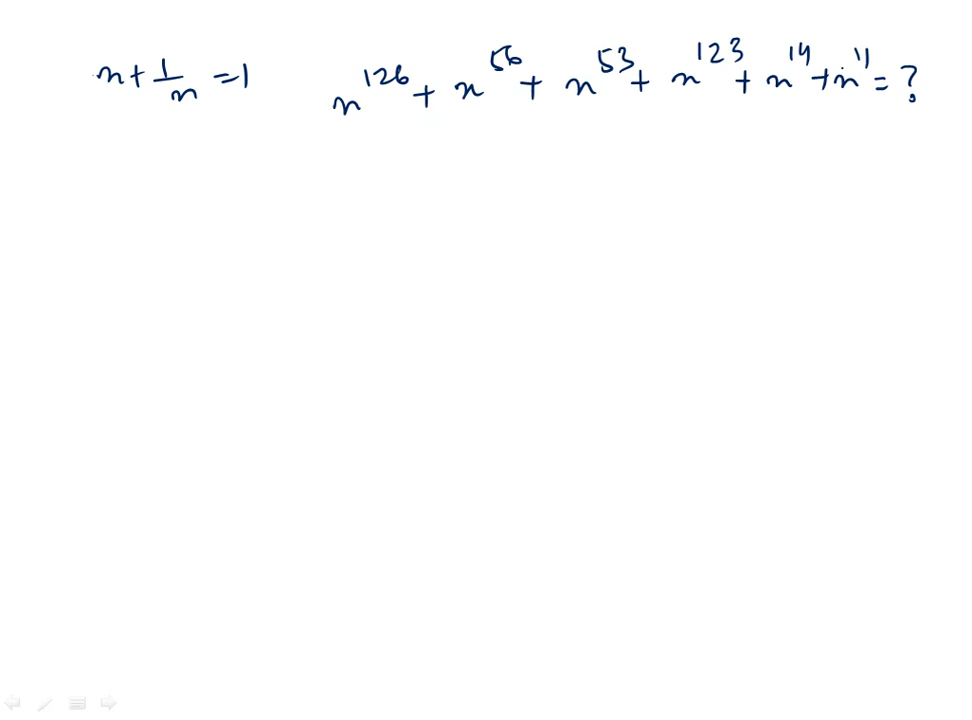 x + 1/x = 1    x^126 + x^56 + x^53 + x^123 + x^14 + x^11 = ?